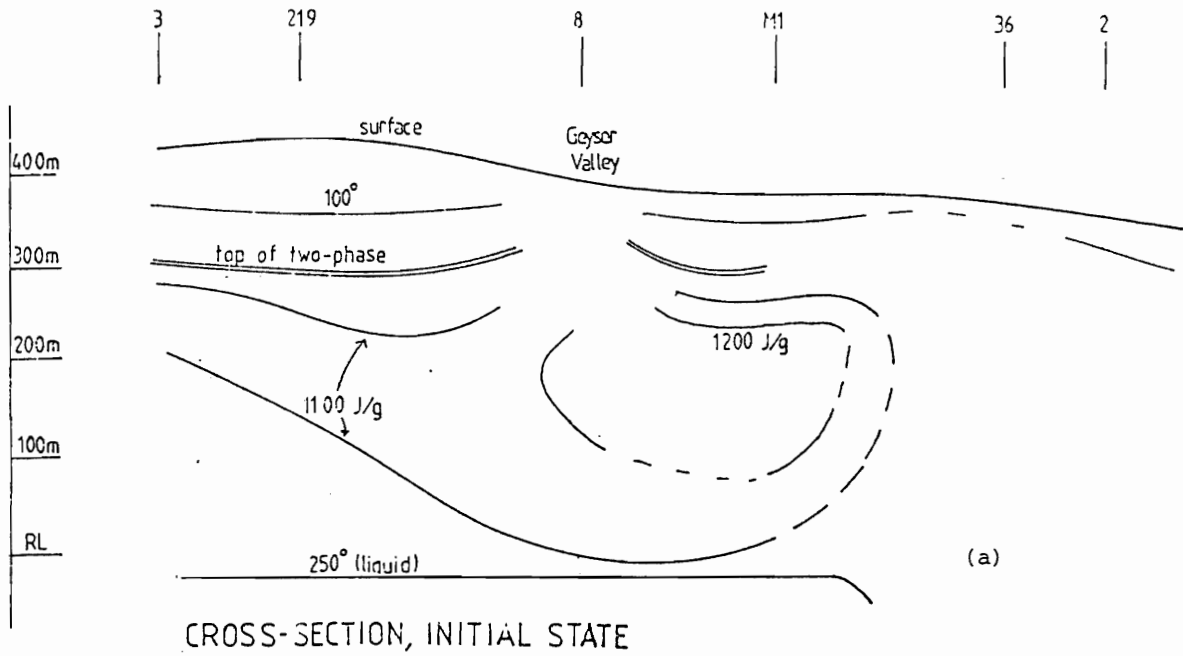 3 219 8 M1 36 2
surface
Geyser
Valley
400m
100°
300m
top of two-phase
200m
1200 J/g
1100 J/g
100m
RL
250° (liquid)
(a)
CROSS-SECTION, INITIAL STATE